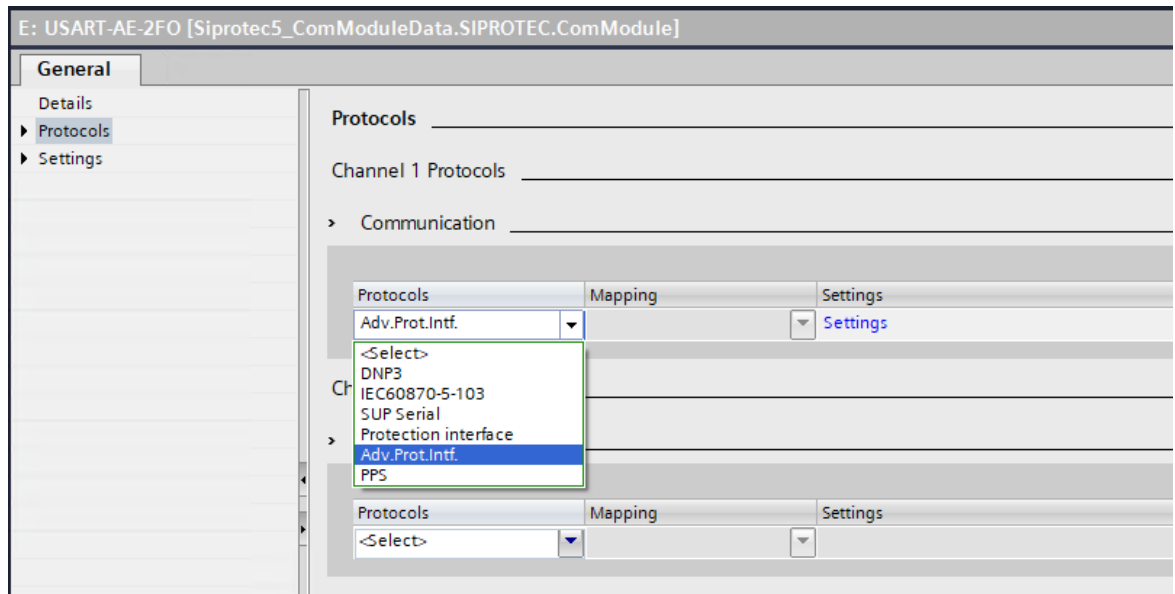 E: USART-AE-2FO [Siprotec5_ComModuleData.SIPROTEC.ComModule]
General
Details
Protocols
Settings
Protocols
Channel 1 Protocols
Communication
Protocols Mapping Settings
Adv.Prot.Intf. Settings
<Select>
DNP3
IEC60870-5-103
SUP Serial
Protection interface
Adv.Prot.Intf.
PPS
Ch
Protocols Mapping Settings
<Select>